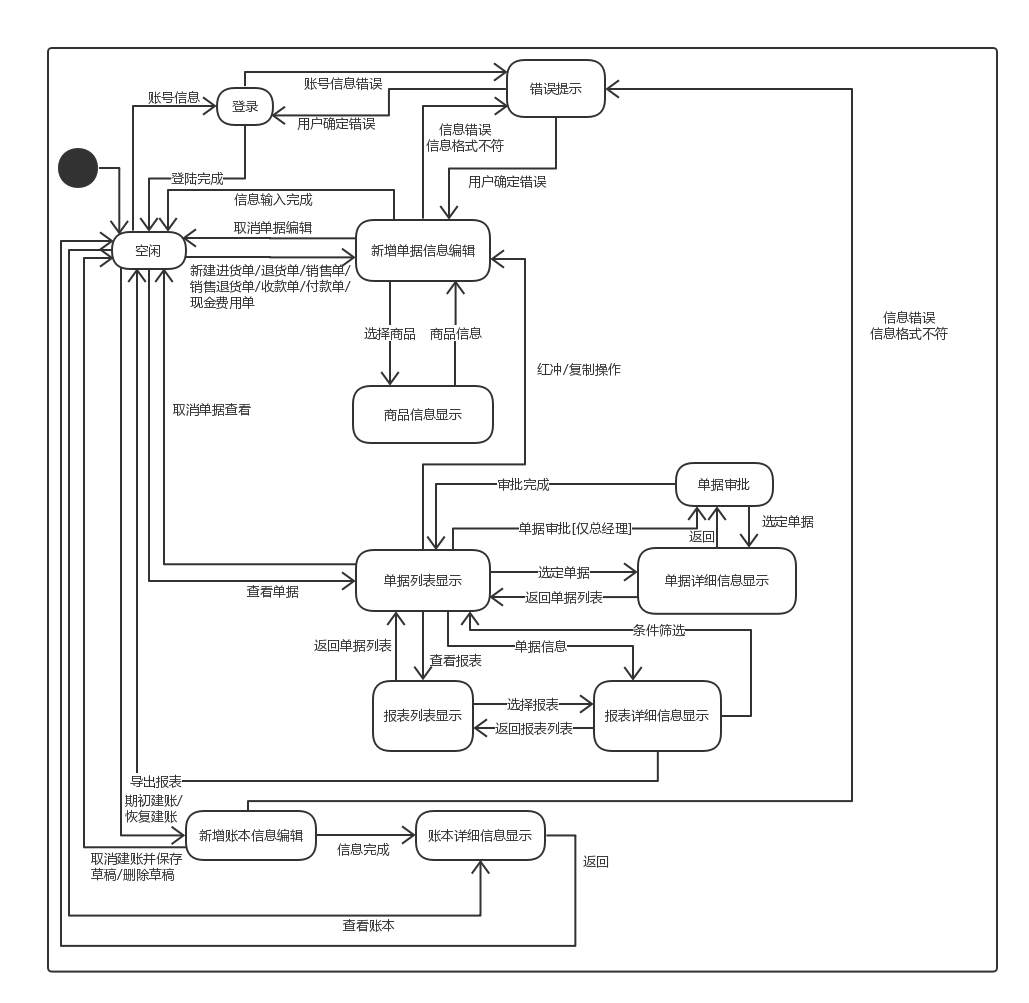 账号信息错误
错误提示
账号信息
登录
用户确定错误
信息错误
信息格式不符
登陆完成
用户确定错误
信息输入完成
取消单据编辑
空闲
新增单据信息编辑
新建进货单/退货单/销售单/
销售退货单/收款单/付款单/
现金费用单
信息错误
信息格式不符
选择商品
商品信息
红冲/复制操作
取消单据查看
商品信息显示
审批完成
单据审批
单据审批[仅总经理]
选定单据
返回
选定单据
单据列表显示
单据详细信息显示
查看单据
返回单据列表
条件筛选
返回单据列表
单据信息
查看报表
选择报表
报表列表显示
报表详细信息显示
返回报表列表
导出报表
期初建账/
恢复建账
新增账本信息编辑
账本详细信息显示
信息完成
取消建账并保存
草稿/删除草稿
返回
查看账本